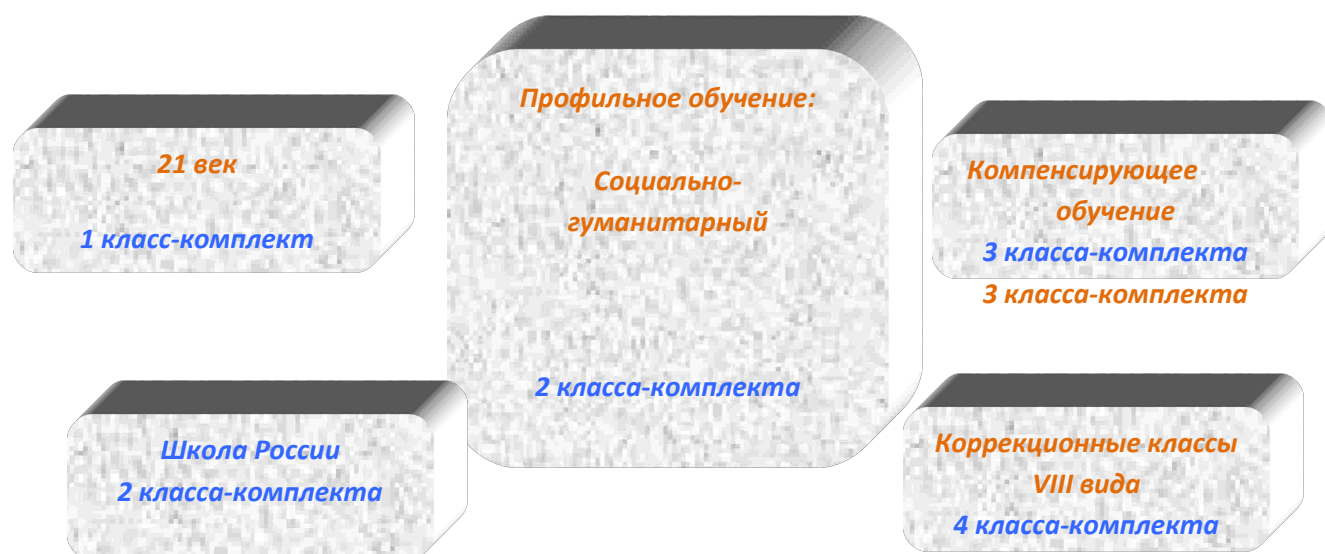 21 век
1 класс-комплект
Школа России
2 класса-комплекта
Профильное обучение:
Социально-
гуманитарный
2 класса-комплекта
Компенсирующее
обучение
3 класса-комплекта
3 класса-комплекта
Коррекционные классы
VIII вида
4 класса-комплекта